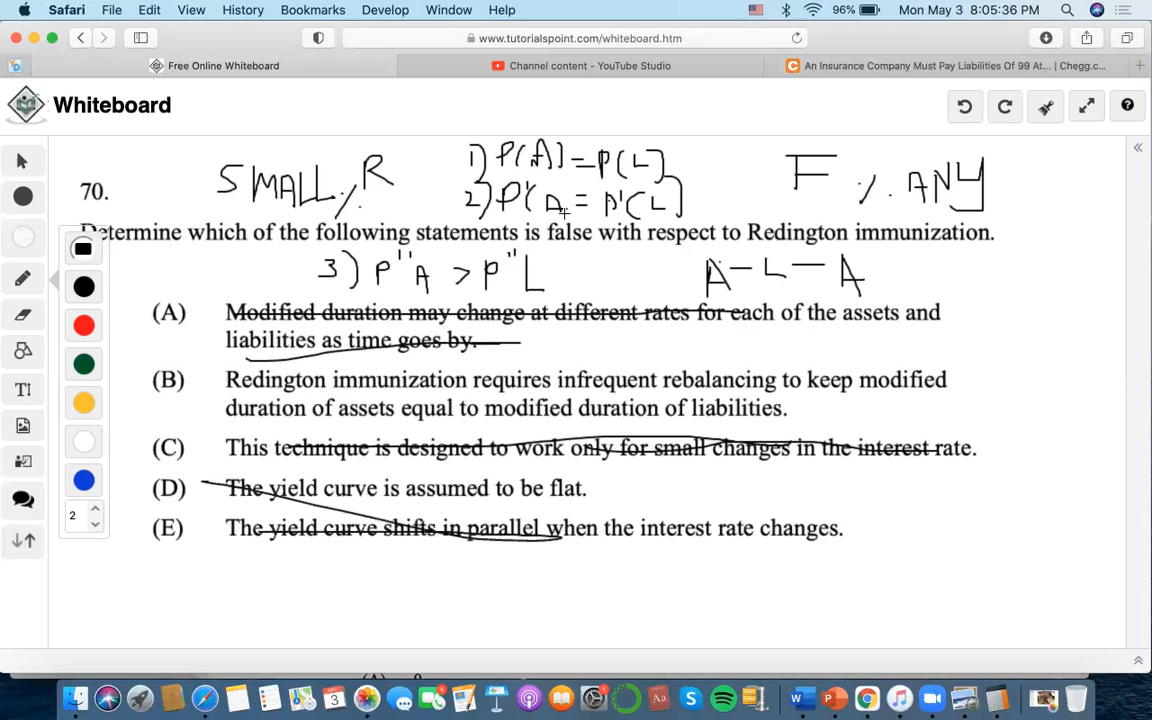 Safari File Edit View History Bookmarks Develop Window Help 96% Mon May 3 8:05:36 PM
www.tutorialspoint.com/whiteboard.htm
Free Online Whiteboard Channel content - YouTube Studio An Insurance Company Must Pay Liabilities Of 99 At... | Chegg.c...
Whiteboard
SMALL % R 1) P(A) = P(L) F % ANY
70. 2) P'(A = P'(L)
Determine which of the following statements is false with respect to Redington immunization.
3) P"A > P"L A - L - A
(A) Modified duration may change at different rates for each of the assets and
liabilities as time goes by.
(B) Redington immunization requires infrequent rebalancing to keep modified
duration of assets equal to modified duration of liabilities.
(C) This technique is designed to work only for small changes in the interest rate.
(D) The yield curve is assumed to be flat.
2
(E) The yield curve shifts in parallel when the interest rate changes.